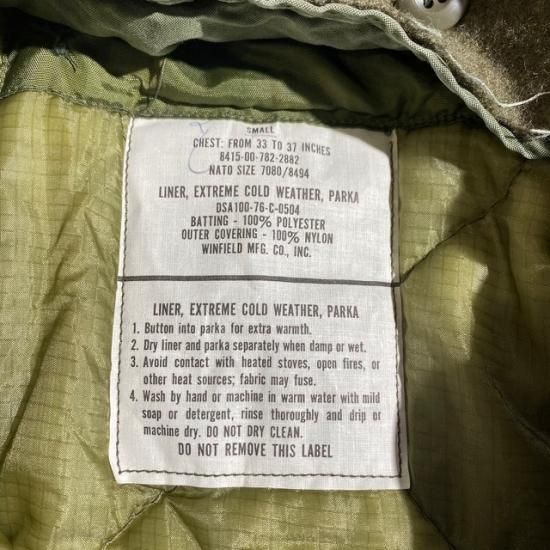 SMALL
CHEST: FROM 33 TO 37 INCHES
8415-00-782-2882
NATO SIZE 7080/8494
LINER, EXTREME COLD WEATHER, PARKA
DSA100-76-C-0504
BATTING - 100% POLYESTER
OUTER COVERING - 100% NYLON
WINFIELD MFG. CO., INC.
LINER, EXTREME COLD WEATHER, PARKA
1. Button into parka for extra warmth.
2. Dry liner and parka separately when damp or wet.
3. Avoid contact with heated stoves, open fires, or
other heat sources; fabric may fuse.
4. Wash by hand or machine in warm water with mild
soap or detergent, rinse thoroughly and drip or
machine dry. DO NOT DRY CLEAN.
DO NOT REMOVE THIS LABEL